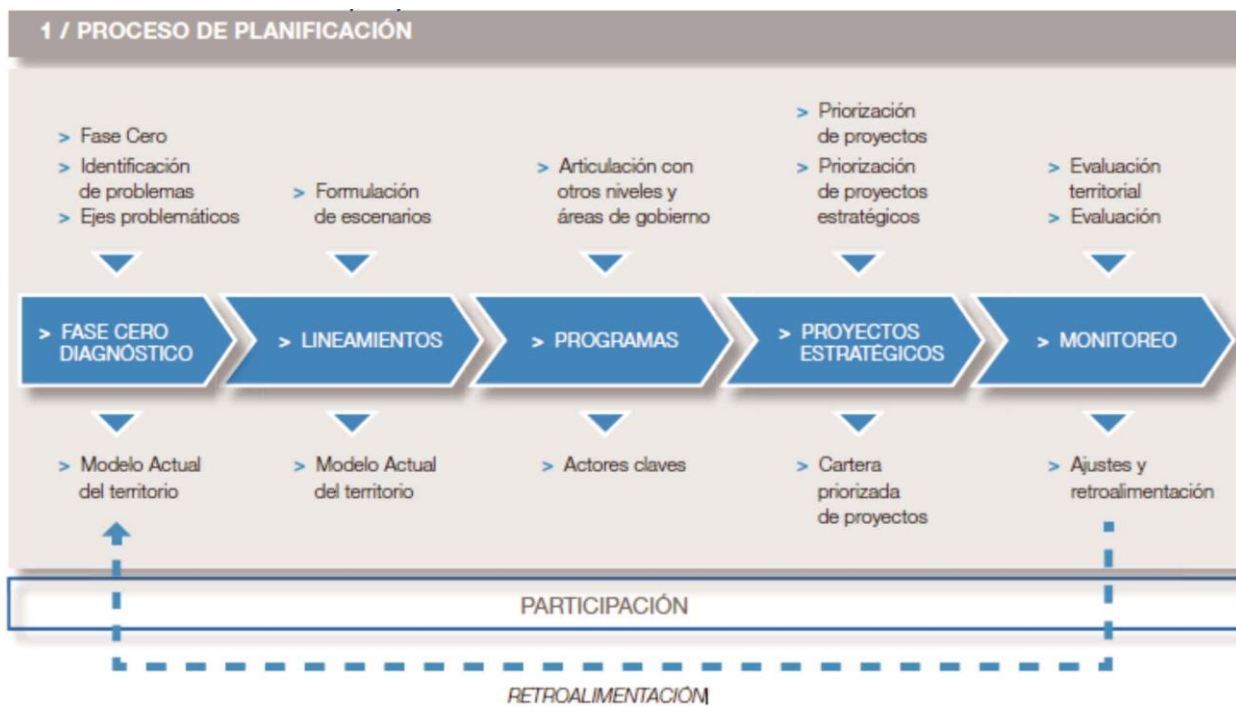 1 / PROCESO DE PLANIFICACIÓN
> Fase Cero
> Identificación
de problemas
> Ejes problemáticos
> Formulación
de escenarios
> Articulación con
otros niveles y
áreas de gobierno
> Priorización
de proyectos
> Priorización
de proyectos
estratégicos
> Evaluación
territorial
> Evaluación
> FASE CERO
DIAGNÓSTICO
> LINEAMIENTOS
> PROGRAMAS
> PROYECTOS
ESTRATÉGICOS
> MONITOREO
> Modelo Actual
del territorio
> Modelo Actual
del territorio
> Actores claves
> Cartera
priorizada
de proyectos
> Ajustes y
retroalimentación
PARTICIPACIÓN
RETROALIMENTACIÓN